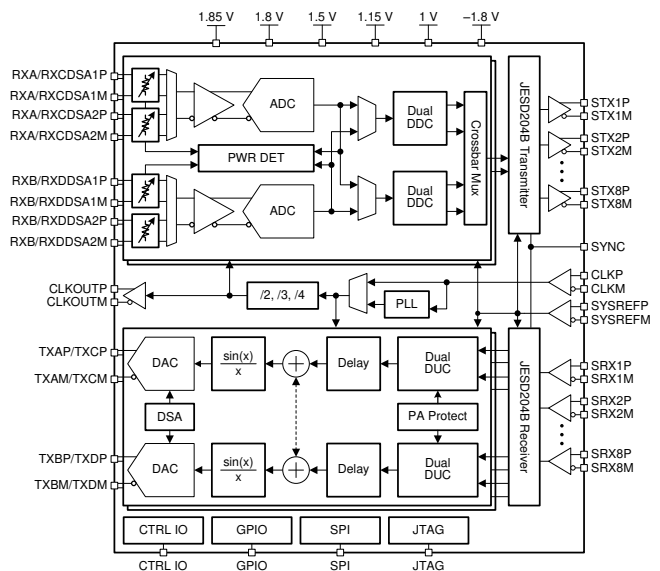 1.85 V 1.8 V 1.5 V 1.15 V 1 V –1.8 V
RXA/RXCDSA1P
RXA/RXCDSA1M
RXA/RXCDSA2P
RXA/RXCDSA2M
RXB/RXDDSA1P
RXB/RXDDSA1M
RXB/RXDDSA2P
RXB/RXDDSA2M
ADC
PWR DET
ADC
Dual
DDC
Dual
DDC
Crossbar Mux
JESD204B Transmitter
STX1P
STX1M
STX2P
STX2M
STX8P
STX8M
SYNC
CLKOUTP
CLKOUTM
/2, /3, /4
PLL
CLKP
CLKM
SYSREFP
SYSREFM
TXAP/TXCP
TXAM/TXCM
TXBP/TXDP
TXBM/TXDM
DAC
sin(x)
x
Delay
Dual
DUC
DSA
PA Protect
DAC
sin(x)
x
Delay
Dual
DUC
JESD204B Receiver
SRX1P
SRX1M
SRX2P
SRX2M
SRX8P
SRX8M
CTRL IO GPIO SPI JTAG
CTRL IO GPIO SPI JTAG